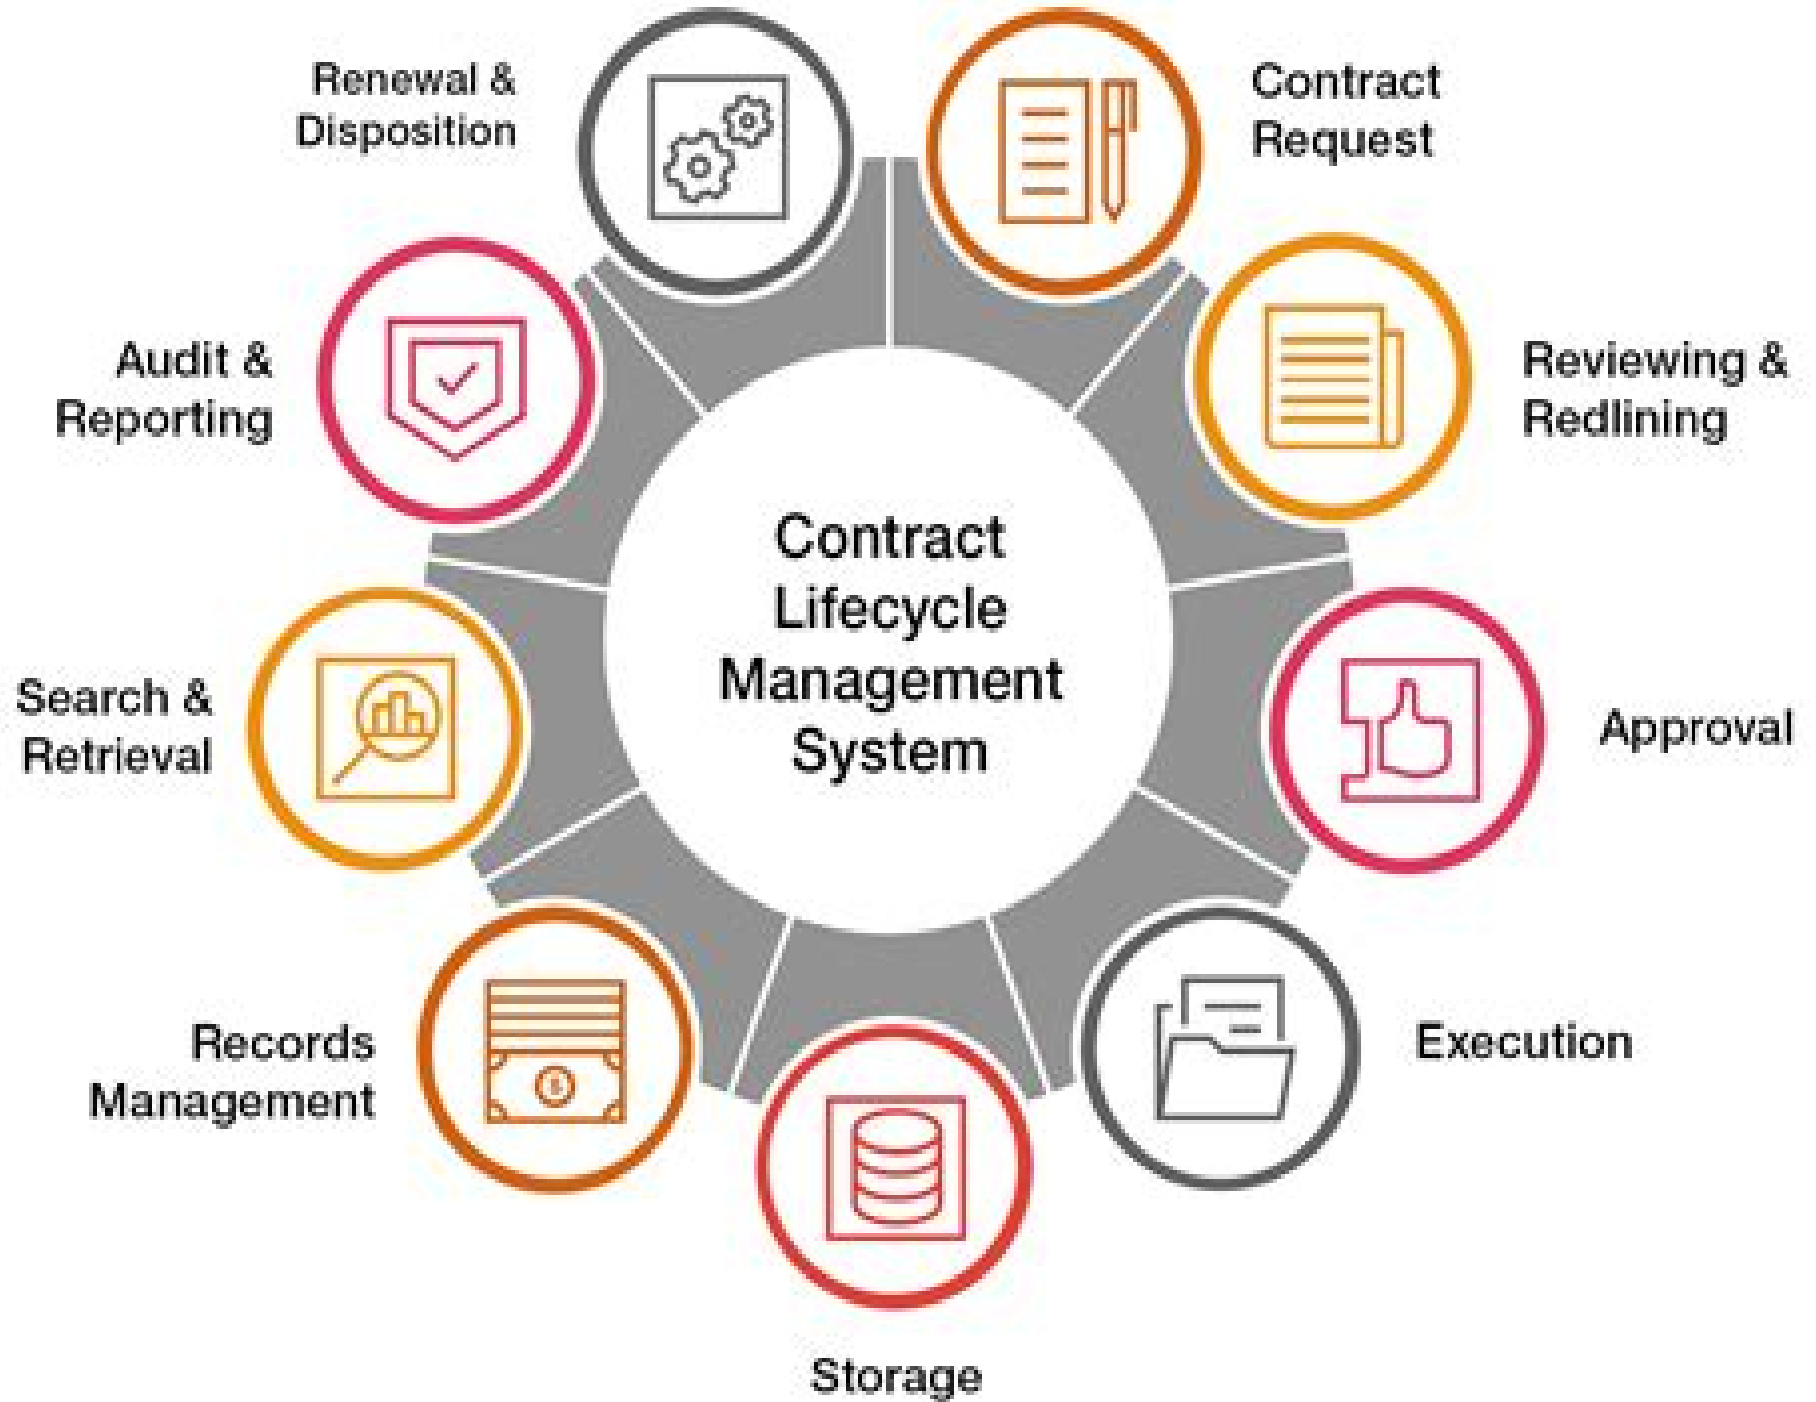 Contract
Lifecycle
Management
System
Contract
Request
Reviewing &
Redlining
Approval
Execution
Storage
Records
Management
$
Search &
Retrieval
Audit &
Reporting
Renewal &
Disposition